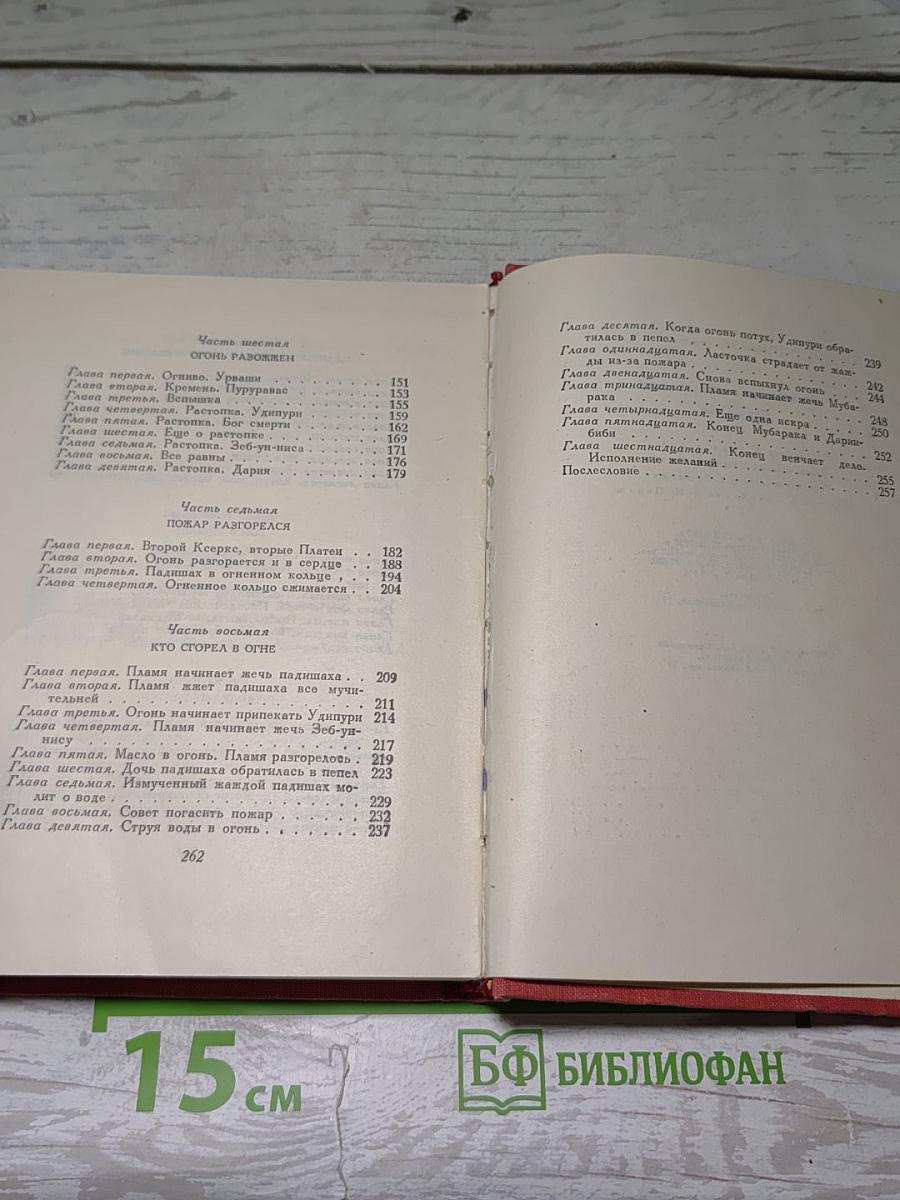 Часть шестая
ОГОНЬ РАЗОЖЖЕН
Глава первая. Огниво. Урваши . . . . . . . . 151
Глава вторая. Кремень. Пуруравас . . . . . . . 153
Глава третья. Вспышка . . . . . . . . . . . 155
Глава четвертая. Растопка. Удипури . . . . . . 159
Глава пятая. Растопка. Бог смерти . . . . . . . 162
Глава шестая. Еще о растопке . . . . . . . . . 169
Глава седьмая. Растопка. Зеб-ун-ниса . . . . . . 171
Глава восьмая. Все равны . . . . . . . . . . . 176
Глава девятая. Растопка. Дария . . . . . . . . 179
Часть седьмая
ПОЖАР РАЗГОРЕЛСЯ
Глава первая. Второй Ксеркс, вторые Платеи . . 182
Глава вторая. Огонь разгорается и в сердце . . 188
Глава третья. Падишах в огненном кольце . . 194
Глава четвертая. Огненное кольцо сжимается . . 204
Часть восьмая
КТО СГОРЕЛ В ОГНЕ
Глава первая. Пламя начинает жечь падишаха . . 209
Глава вторая. Пламя жжет падишаха все мучи-
тельней . . . . . . . . . . . . . . . . 211
Глава третья. Огонь начинает припекать Удипури 214
Глава четвертая. Пламя начинает жечь Зеб-ун-
нису . . . . . . . . . . . . . . . . . 217
Глава пятая. Масло в огонь. Пламя разгорелось . 219
Глава шестая. Дочь падишаха обратилась в пепел 223
Глава седьмая. Измученный жаждой падишах мо-
лит о воде . . . . . . . . . . . . . . . 229
Глава восьмая. Совет погасить пожар . . . . . . 232
Глава девятая. Струя воды в огонь . . . . . . . 237
262
Глава десятая. Когда огонь потух, Удипури обра-
тилась в пепел . . . . . . . . . . . . . 239
Глава одиннадцатая. Ласточка страдает от жаж-
ды из-за пожара . . . . . . . . . . . . . 242
Глава двенадцатая. Снова вспыхнул огонь . . . . 244
Глава тринадцатая. Пламя начинает жечь Муба-
рака . . . . . . . . . . . . . . . . . 248
Глава четырнадцатая. Еще одна искра . . . . . 250
Глава пятнадцатая. Конец Мубарака и Дарии-
биби . . . . . . . . . . . . . . . . . 252
Глава шестнадцатая. Конец венчает дело.
Исполнение желаний . . . . . . . . . . . 255
Послесловие . . . . . . . . . . . . . . . . 257
15 см
БФ БИБЛИОФАН